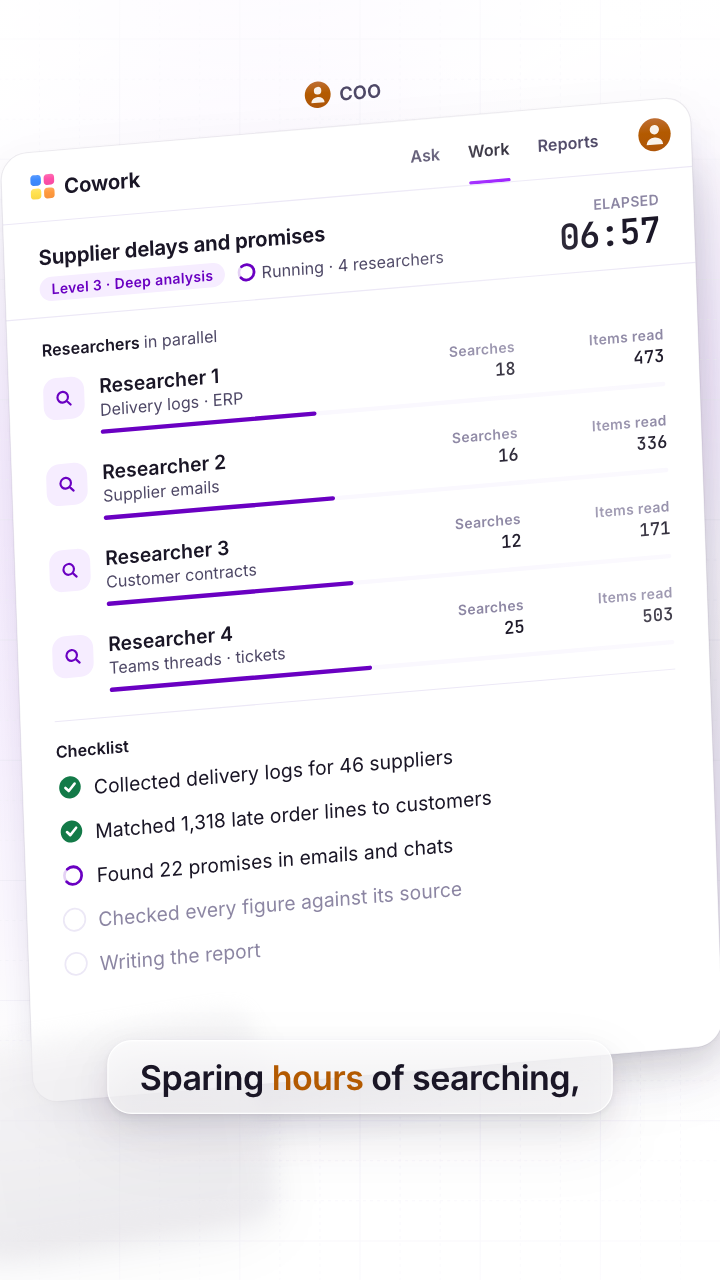 COO
Cowork
Ask Work Reports
Supplier delays and promises
Level 3 · Deep analysis
Running · 4 researchers
ELAPSED
06:57
Researchers in parallel
Researcher 1
Delivery logs · ERP
Searches
18
Items read
473
Researcher 2
Supplier emails
Searches
16
Items read
336
Researcher 3
Customer contracts
Searches
12
Items read
171
Researcher 4
Teams threads · tickets
Searches
25
Items read
503
Checklist
Collected delivery logs for 46 suppliers
Matched 1,318 late order lines to customers
Found 22 promises in emails and chats
Checked every figure against its source
Writing the report
Sparing hours of searching,